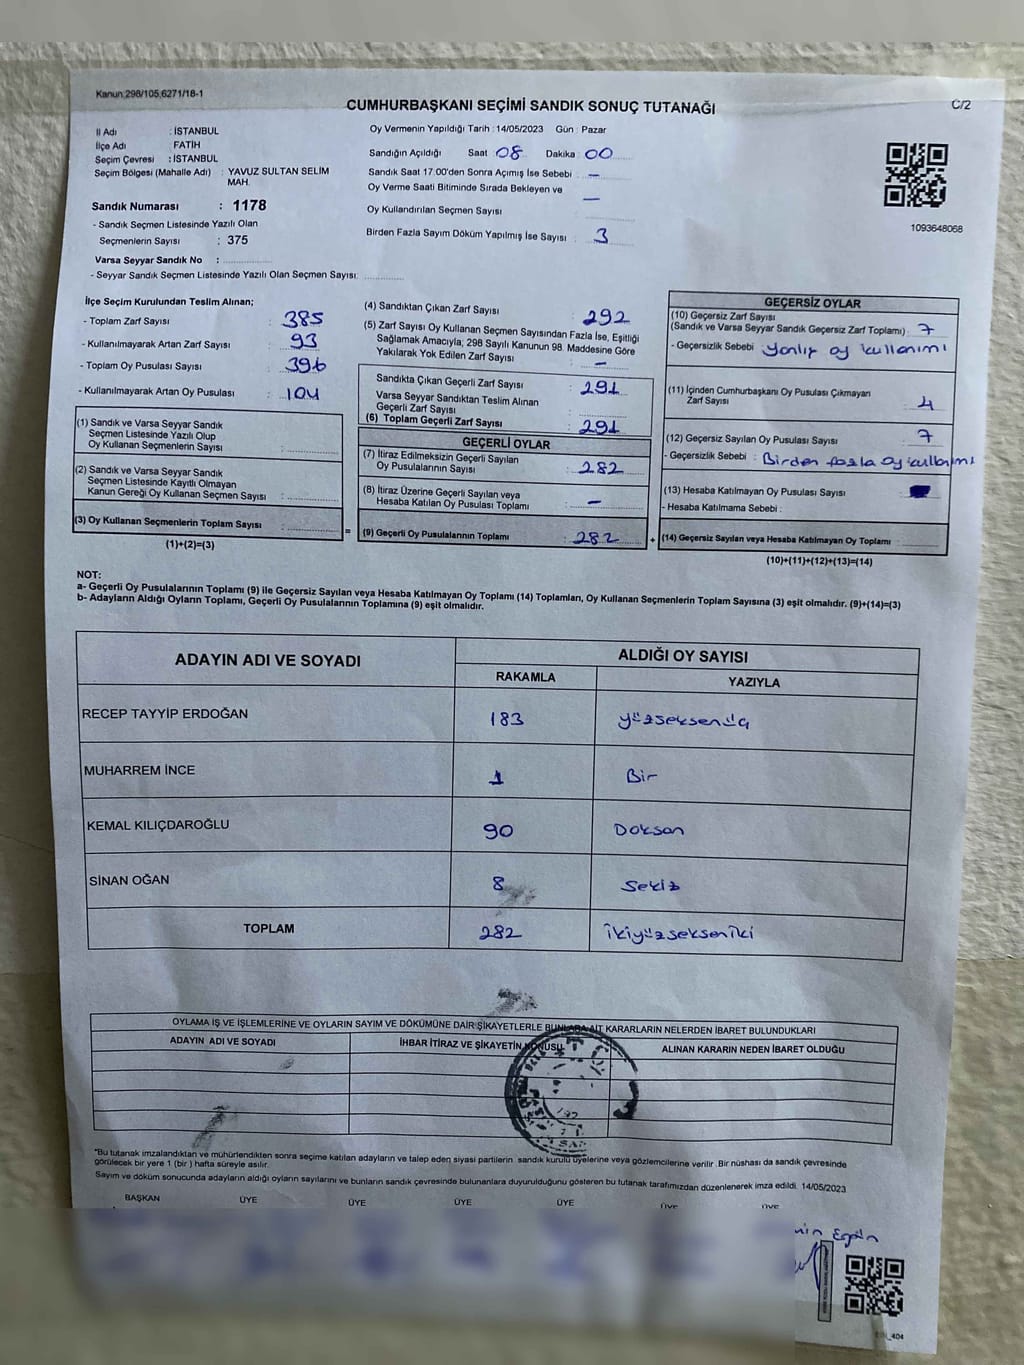 Kanun:298/105,6271/18-1
CUMHURBAŞKANI SEÇİMİ SANDIK SONUÇ TUTANAĞI
C/2
İl Adı : İSTANBUL
İlçe Adı FATİH
Seçim Çevresi : İSTANBUL
Seçim Bölgesi (Mahalle Adı) : YAVUZ SULTAN SELİM
MAH.
Sandık Numarası : 1178
- Sandık Seçmen Listesinde Yazılı Olan
Seçmenlerin Sayısı : 375
Varsa Seyyar Sandık No :
- Seyyar Sandık Seçmen Listesinde Yazılı Olan Seçmen Sayısı:
Oy Vermenin Yapıldığı Tarih : 14/05/2023 Gün : Pazar
Sandığın Açıldığı Saat 08 Dakika 00
Sandık Saat 17:00'den Sonra Açımış İse Sebebi : —
Oy Verme Saati Bitiminde Sırada Bekleyen ve —
Oy Kullandırılan Seçmen Sayısı
Birden Fazla Sayım Döküm Yapılmış İse Sayısı : 3
1093648068
İlçe Seçim Kurulundan Teslim Alınan;
- Toplam Zarf Sayısı : 385
- Kullanılmayarak Artan Zarf Sayısı : 93
- Toplam Oy Pusulası Sayısı : 396
- Kullanılmayarak Artan Oy Pusulası : 104
(1) Sandık ve Varsa Seyyar Sandık
Seçmen Listesinde Yazılı Olup
Oy Kullanan Seçmenlerin Sayısı :
(2) Sandık ve Varsa Seyyar Sandık
Seçmen Listesinde Kayıtlı Olmayan
Kanun Gereği Oy Kullanan Seçmen Sayısı :
(3) Oy Kullanan Seçmenlerin Toplam Sayısı :
(1)+(2)=(3)
(4) Sandıktan Çıkan Zarf Sayısı : 292
(5) Zarf Sayısı Oy Kullanan Seçmen Sayısından Fazla İse, Eşitliği
Sağlamak Amacıyla; 298 Sayılı Kanunun 98. Maddesine Göre
Yakılarak Yok Edilen Zarf Sayısı : —
Sandıkta Çıkan Geçerli Zarf Sayısı : 291
Varsa Seyyar Sandıktan Teslim Alınan
Geçerli Zarf Sayısı :
(6) Toplam Geçerli Zarf Sayısı : 291
GEÇERLİ OYLAR
(7) İtiraz Edilmeksizin Geçerli Sayılan
Oy Pusulalarının Sayısı : 282
(8) İtiraz Üzerine Geçerli Sayılan veya
Hesaba Katılan Oy Pusulası Toplamı : —
= (9) Geçerli Oy Pusulalarının Toplamı : 282 +
GEÇERSİZ OYLAR
(10) Geçersiz Zarf Sayısı
(Sandık ve Varsa Seyyar Sandık Geçersiz Zarf Toplamı) : 7
- Geçersizlik Sebebi : Yanlış oy kullanımı
(11) İçinden Cumhurbaşkanı Oy Pusulası Çıkmayan
Zarf Sayısı : 4
(12) Geçersiz Sayılan Oy Pusulası Sayısı : 7
- Geçersizlik Sebebi : Birden fazla oy kullanımı
(13) Hesaba Katılmayan Oy Pusulası Sayısı :
- Hesaba Katılmama Sebebi :
(14) Geçersiz Sayılan veya Hesaba Katılmayan Oy Toplamı
(10)+(11)+(12)+(13)=(14)
NOT:
a- Geçerli Oy Pusulalarının Toplamı (9) ile Geçersiz Sayılan veya Hesaba Katılmayan Oy Toplamı (14) Toplamları, Oy Kullanan Seçmenlerin Toplam Sayısına (3) eşit olmalıdır. (9)+(14)=(3)
b- Adayların Aldığı Oyların Toplamı, Geçerli Oy Pusulalarının Toplamına (9) eşit olmalıdır.
ADAYIN ADI VE SOYADI
ALDIĞI OY SAYISI
RAKAMLA YAZIYLA
RECEP TAYYİP ERDOĞAN 183 Yüzseksenüç
MUHARREM İNCE 1 Bir
KEMAL KILIÇDAROĞLU 90 Doksan
SİNAN OĞAN 8 Sekiz
TOPLAM 282 İkiyüzsekseniki
OYLAMA İŞ VE İŞLEMLERİNE VE OYLARIN SAYIM VE DÖKÜMÜNE DAİR ŞİKAYETLERLE BUNLARA AİT KARARLARIN NELERDEN İBARET BULUNDUKLARI
ADAYIN ADI VE SOYADI İHBAR İTİRAZ VE ŞİKAYETİN KONUSU ALINAN KARARIN NEDEN İBARET OLDUĞU
"Bu tutanak imzalandıktan ve mühürlendikten sonra seçime katılan adayların ve talep eden siyasi partilerin sandık kurulu üyelerine veya gözlemcilerine verilir .Bir nüshası da sandık çevresinde
görülecek bir yere 1 (bir ) hafta süreyle asılır.
Sayım ve döküm sonucunda adayların aldığı oyların sayılarını ve bunların sandık çevresinde bulunanlara duyurulduğunu gösteren bu tutanak tarafımızdan düzenlenerek imza edildi. 14/05/2023
BAŞKAN ÜYE ÜYE ÜYE ÜYE ÜYE ÜYE